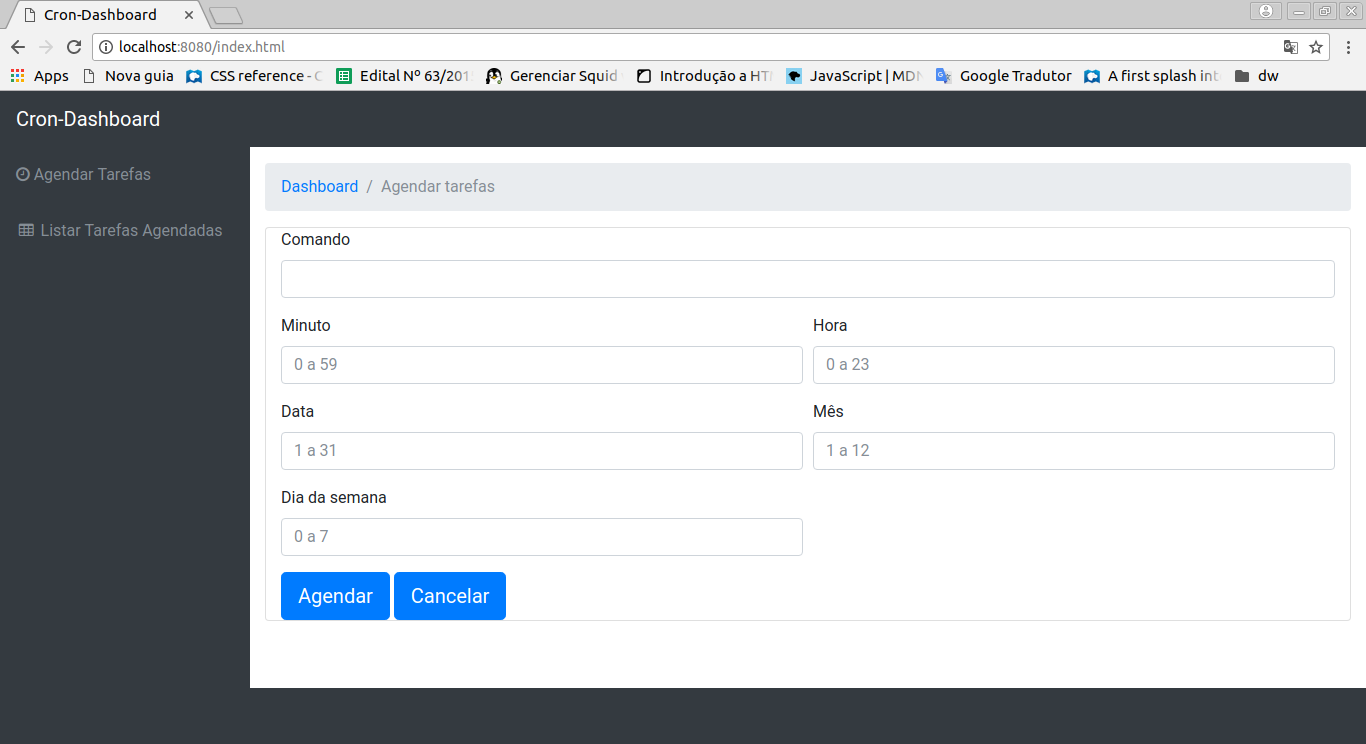 Cron-Dashboard
localhost:8080/index.html
Apps Nova guia CSS reference - C Edital Nº 63/201 Gerenciar Squid Introdução a HT JavaScript | MDN Google Tradutor A first splash int dw
Cron-Dashboard
Agendar Tarefas
Listar Tarefas Agendadas
Dashboard / Agendar tarefas
Comando
Minuto Hora
0 a 59 0 a 23
Data Mês
1 a 31 1 a 12
Dia da semana
0 a 7
Agendar Cancelar